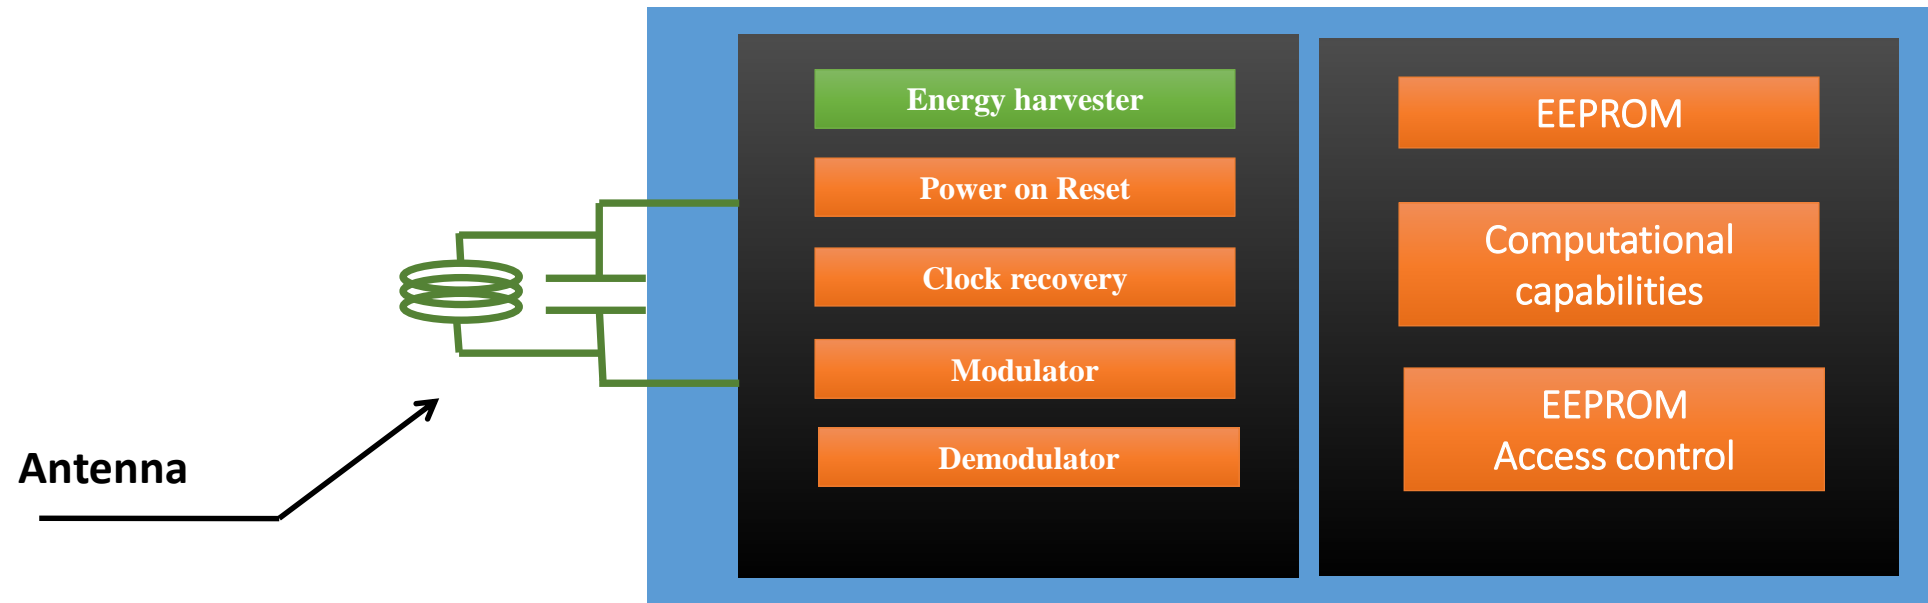 Antenna
Energy harvester
Power on Reset
Clock recovery
Modulator
Demodulator
EEPROM
Computational
capabilities
EEPROM
Access control